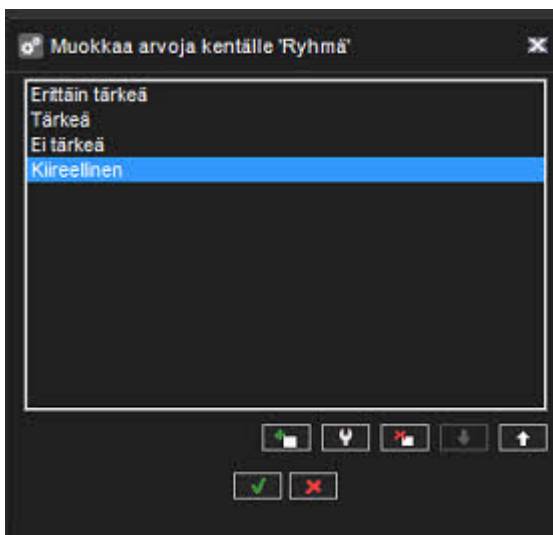 Muokkaa arvoja kentälle 'Ryhmä'
Erittäin tärkeä
Tärkeä
Ei tärkeä
Kiireellinen